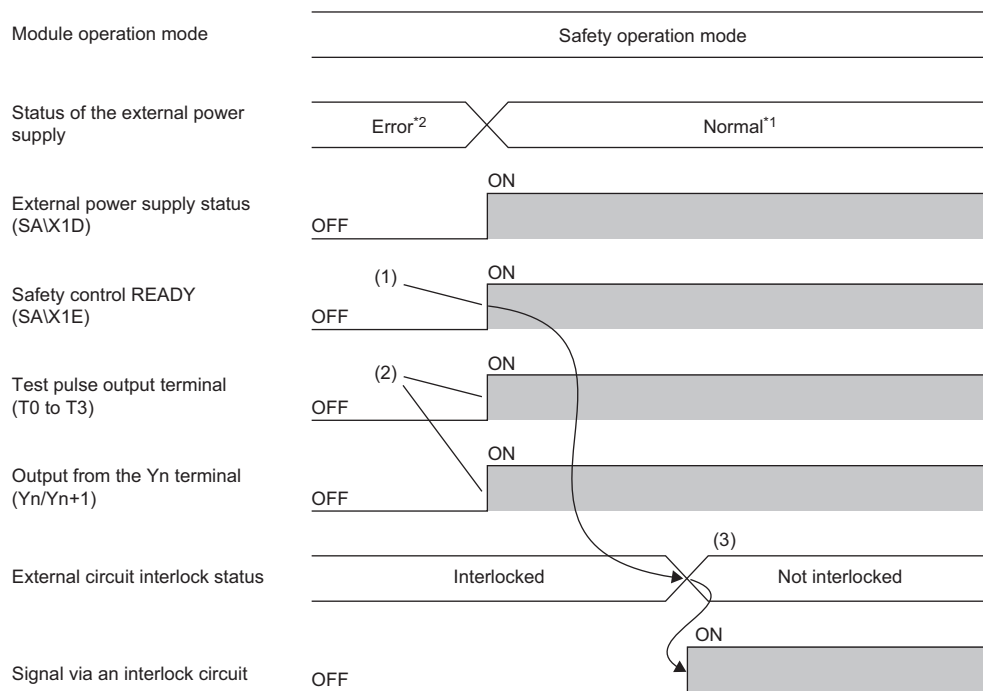 Module operation mode
Safety operation mode
Status of the external power
supply
Error*2
Normal*1
ON
External power supply status
(SA\X1D)
OFF
(1)
ON
Safety control READY
(SA\X1E)
OFF
(2)
ON
Test pulse output terminal
(T0 to T3)
OFF
ON
Output from the Yn terminal
(Yn/Yn+1)
OFF
(3)
External circuit interlock status
Interlocked
Not interlocked
ON
Signal via an interlock circuit
OFF